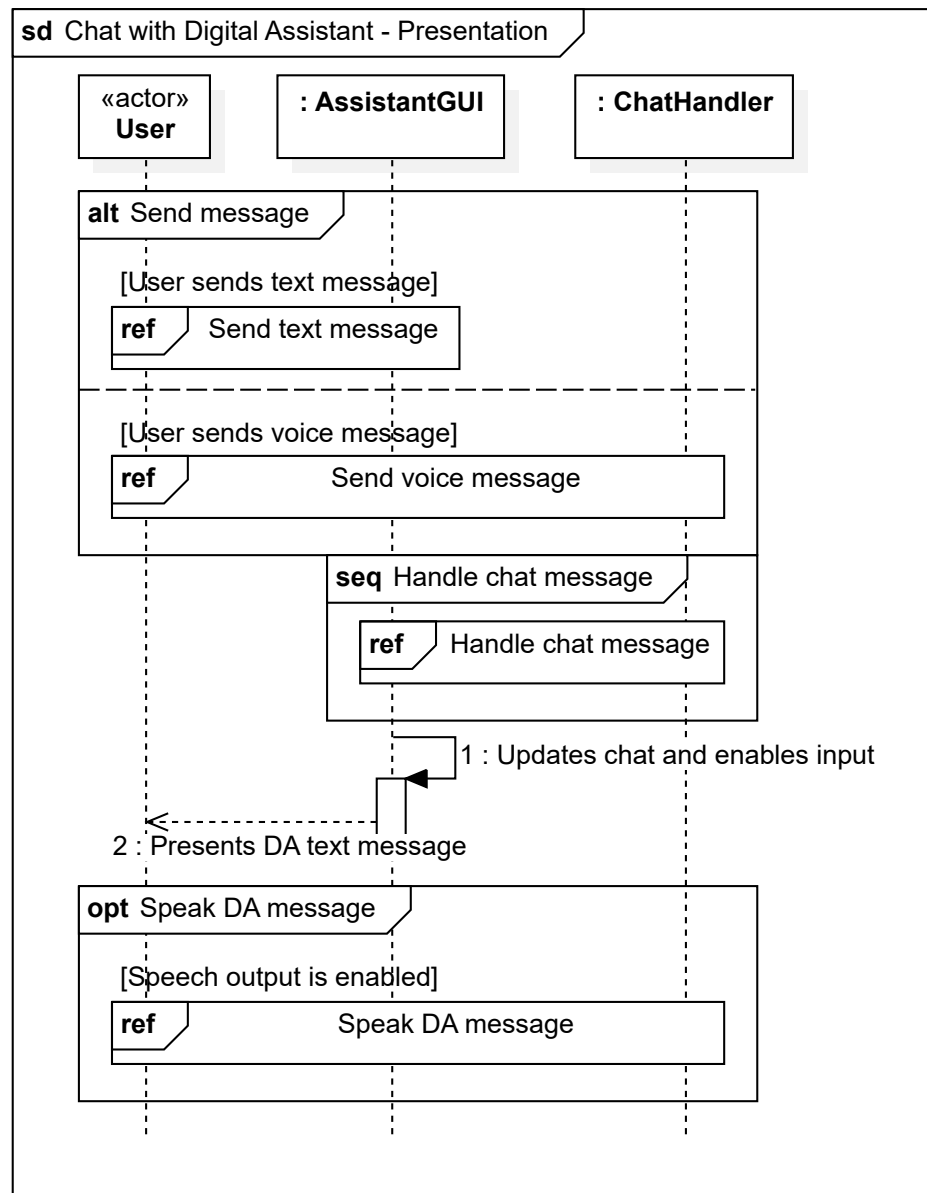 sd Chat with Digital Assistant - Presentation
«actor»
User
: AssistantGUI
: ChatHandler
alt Send message
[User sends text message]
ref Send text message
[User sends voice message]
ref Send voice message
seq Handle chat message
ref Handle chat message
1 : Updates chat and enables input
2 : Presents DA text message
opt Speak DA message
[Speech output is enabled]
ref Speak DA message